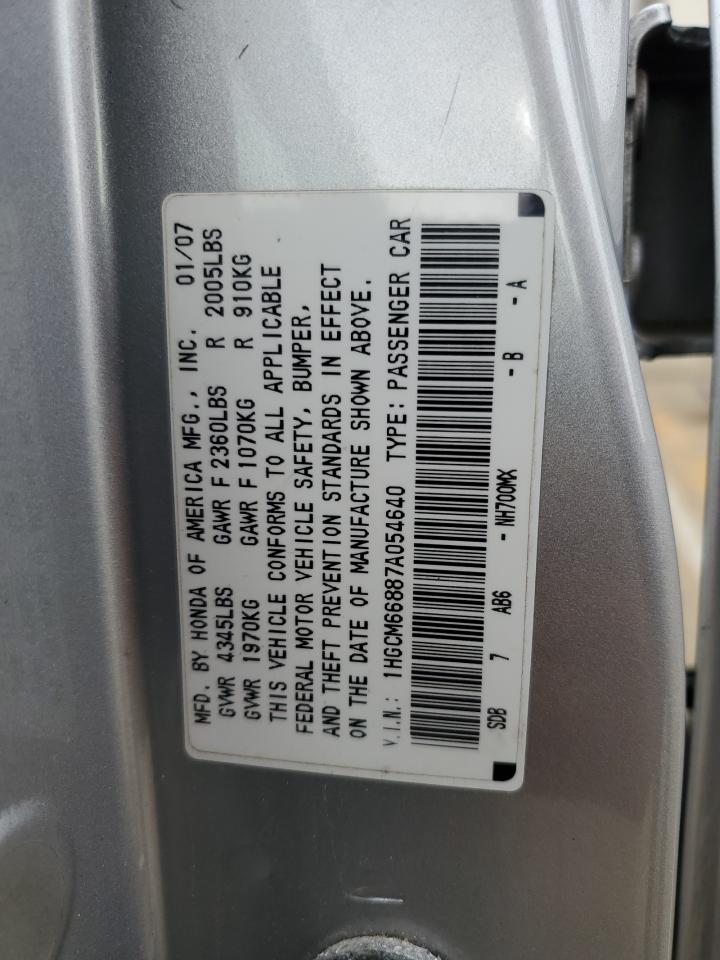 MFD. BY HONDA OF AMERICA MFG., INC. 01/07
GVWR 4345LBS GAWR F 2360LBS R 2005LBS
GVWR 1970KG GAWR F 1070KG R 910KG
THIS VEHICLE CONFORMS TO ALL APPLICABLE
FEDERAL MOTOR VEHICLE SAFETY, BUMPER,
AND THEFT PREVENTION STANDARDS IN EFFECT
ON THE DATE OF MANUFACTURE SHOWN ABOVE.
V.I.N.: 1HGCM66887A054640 TYPE: PASSENGER CAR
SDB 7 AB6 - NH700MX - B - A